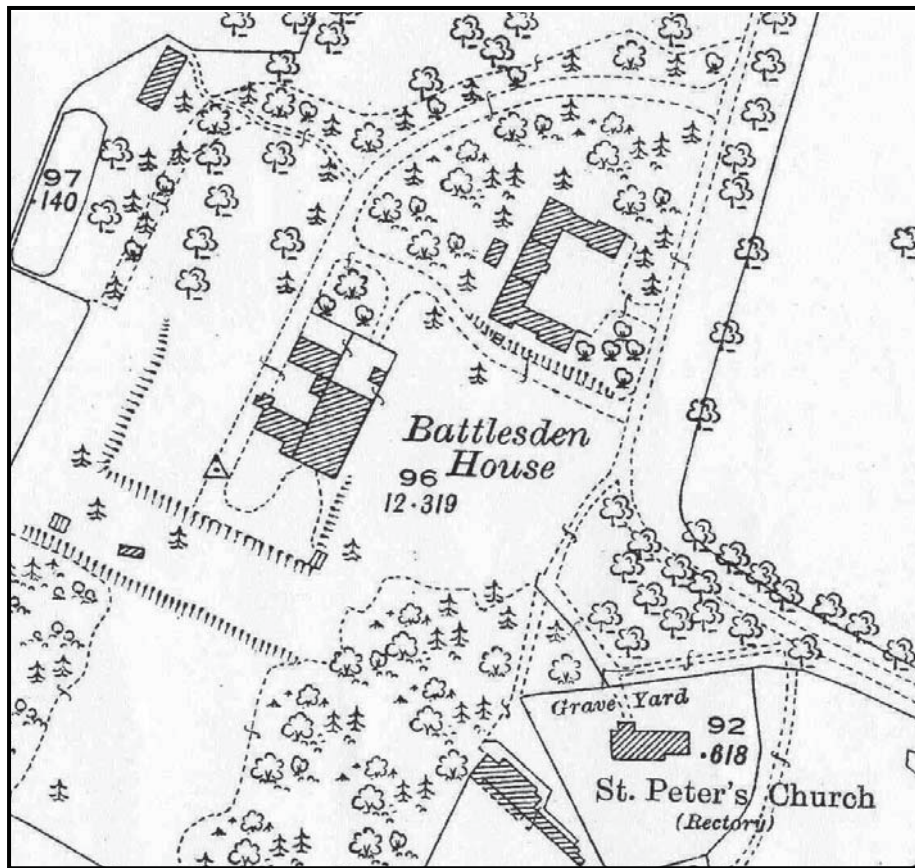 97
·140
Battlesden
House
96
12·319
Grave Yard
92
·618
St. Peter's Church
(Rectory)